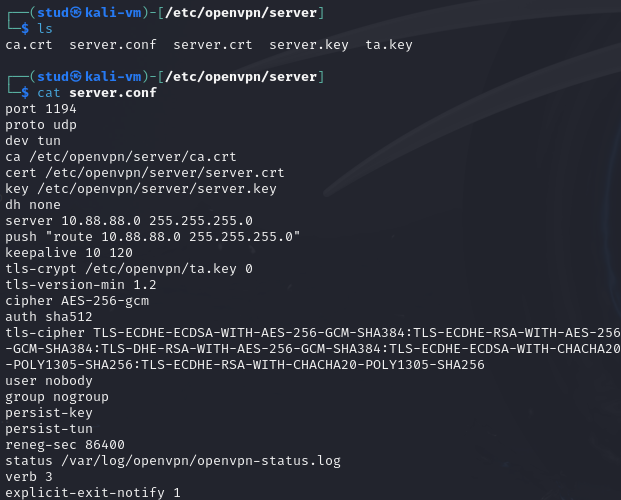 ┌──(stud㉿kali-vm)-[/etc/openvpn/server]
└─$ ls
ca.crt  server.conf  server.crt  server.key  ta.key
┌──(stud㉿kali-vm)-[/etc/openvpn/server]
└─$ cat server.conf
port 1194
proto udp
dev tun
ca /etc/openvpn/server/ca.crt
cert /etc/openvpn/server/server.crt
key /etc/openvpn/server/server.key
dh none
server 10.88.88.0 255.255.255.0
push "route 10.88.88.0 255.255.255.0"
keepalive 10 120
tls-crypt /etc/openvpn/ta.key 0
tls-version-min 1.2
cipher AES-256-gcm
auth sha512
tls-cipher TLS-ECDHE-ECDSA-WITH-AES-256-GCM-SHA384:TLS-ECDHE-RSA-WITH-AES-256
-GCM-SHA384:TLS-DHE-RSA-WITH-AES-256-GCM-SHA384:TLS-ECDHE-ECDSA-WITH-CHACHA20
-POLY1305-SHA256:TLS-ECDHE-RSA-WITH-CHACHA20-POLY1305-SHA256
user nobody
group nogroup
persist-key
persist-tun
reneg-sec 86400
status /var/log/openvpn/openvpn-status.log
verb 3
explicit-exit-notify 1